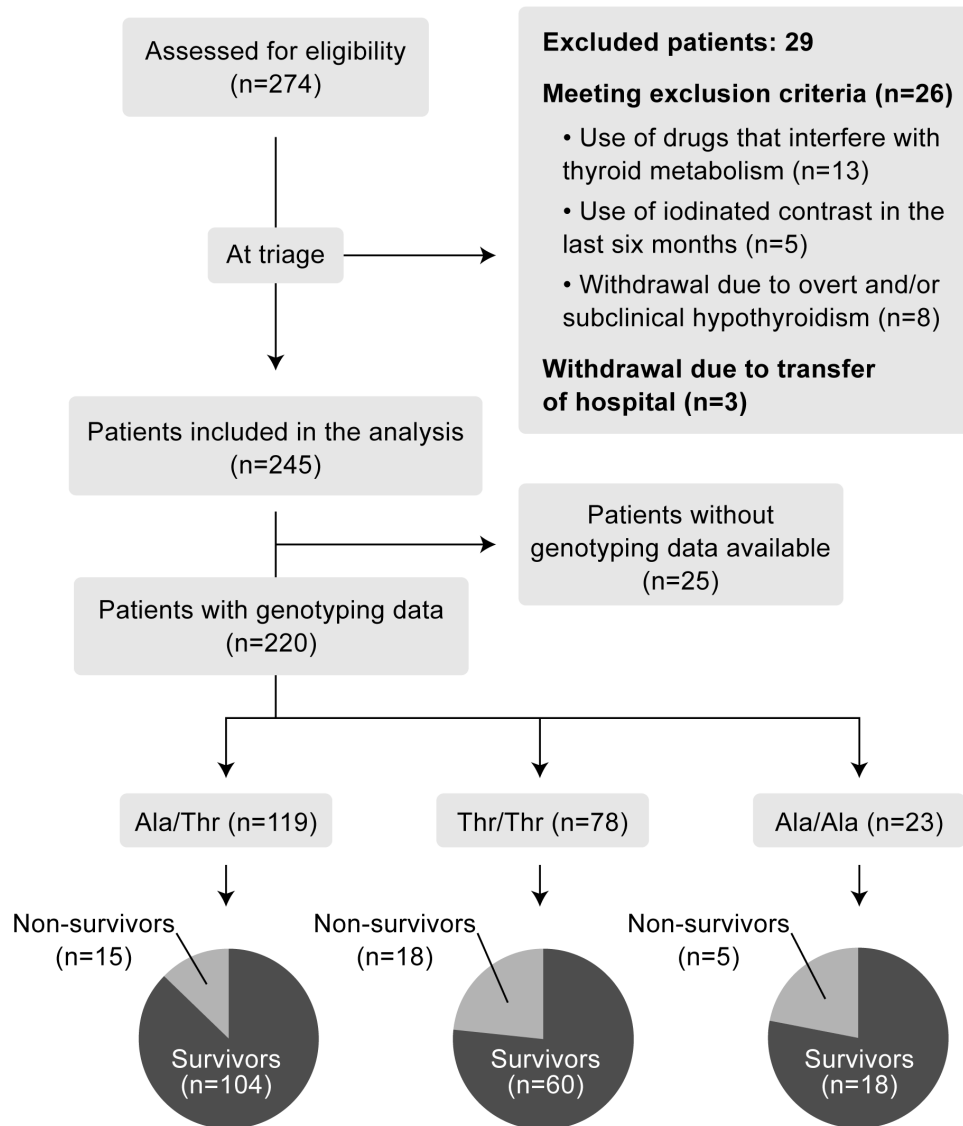 Assessed for eligibility
(n=274)
Excluded patients: 29
Meeting exclusion criteria (n=26)
• Use of drugs that interfere with
thyroid metabolism (n=13)
• Use of iodinated contrast in the
last six months (n=5)
• Withdrawal due to overt and/or
subclinical hypothyroidism (n=8)
Withdrawal due to transfer
of hospital (n=3)
At triage
Patients included in the analysis
(n=245)
Patients without
genotyping data available
(n=25)
Patients with genotyping data
(n=220)
Ala/Thr (n=119)
Thr/Thr (n=78)
Ala/Ala (n=23)
Non-survivors
(n=15)
Survivors
(n=104)
Non-survivors
(n=18)
Survivors
(n=60)
Non-survivors
(n=5)
Survivors
(n=18)